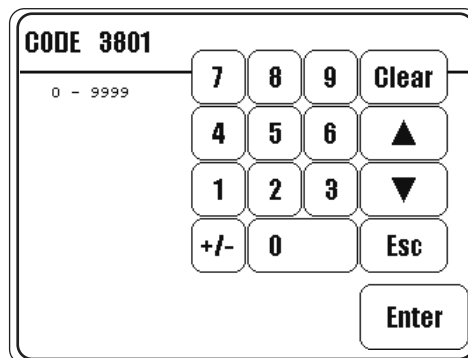 CODE 3801
0 - 9999
7 8 9 Clear
4 5 6 ▲
1 2 3 ▼
+/- 0 Esc
Enter